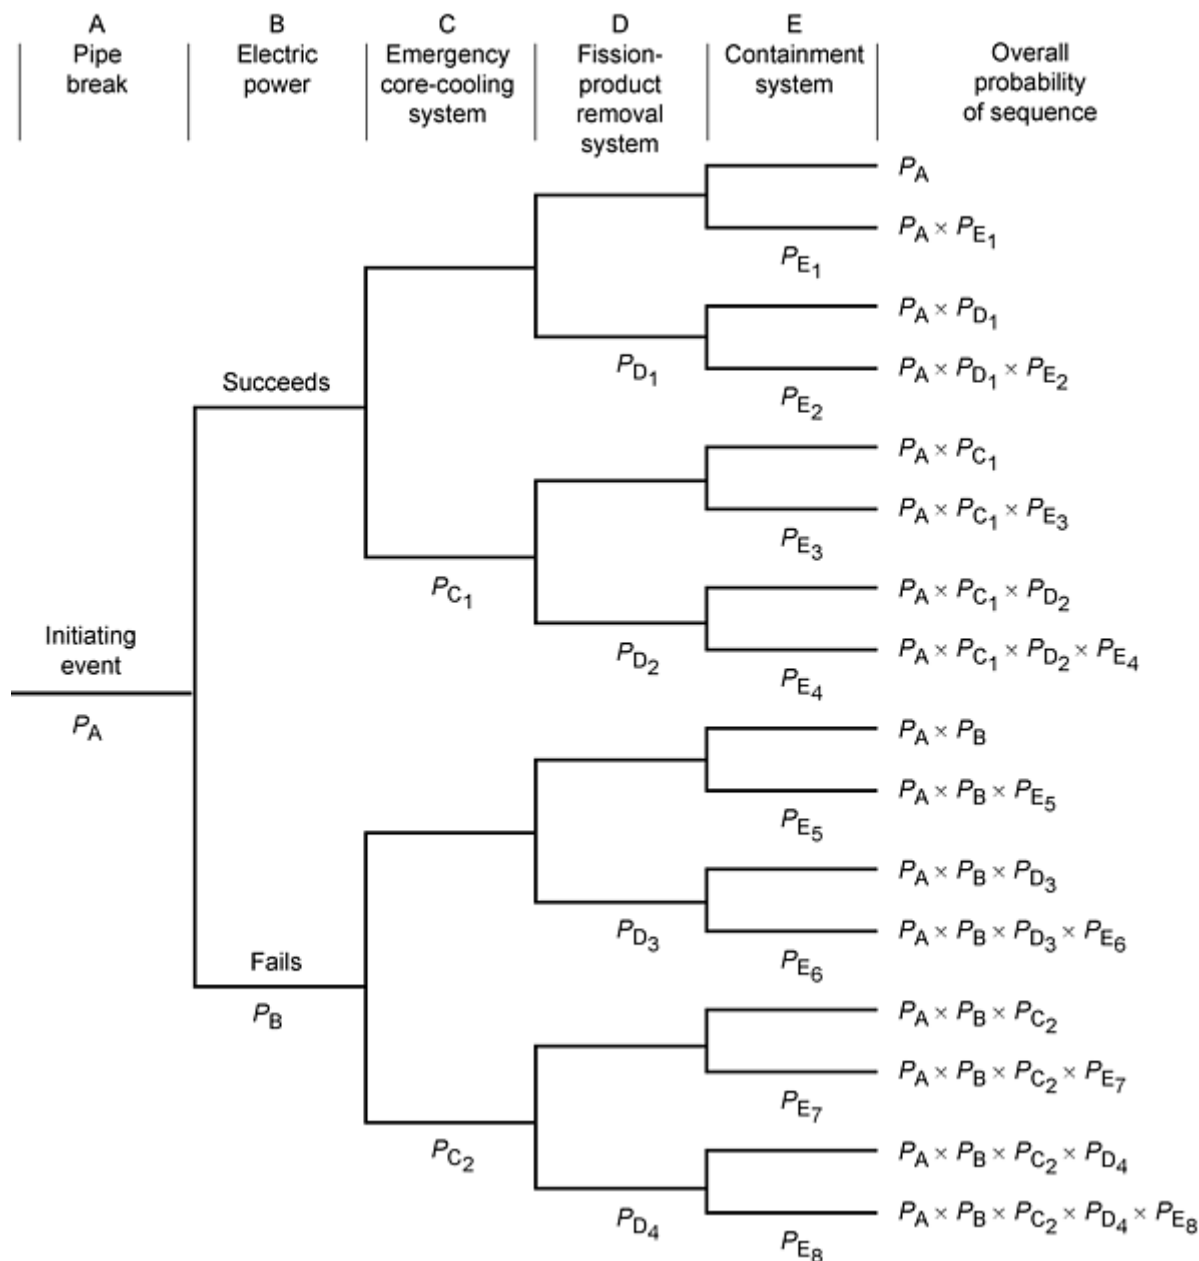 A
Pipe
break
B
Electric
power
C
Emergency
core-cooling
system
D
Fission-
product
removal
system
E
Containment
system
Overall
probability
of sequence
Initiating
event
P_A
Succeeds
Fails
P_B
P_C₁
P_C₂
P_D₁
P_D₂
P_D₃
P_D₄
P_E₁
P_E₂
P_E₃
P_E₄
P_E₅
P_E₆
P_E₇
P_E₈
P_A
P_A × P_E₁
P_A × P_D₁
P_A × P_D₁ × P_E₂
P_A × P_C₁
P_A × P_C₁ × P_E₃
P_A × P_C₁ × P_D₂
P_A × P_C₁ × P_D₂ × P_E₄
P_A × P_B
P_A × P_B × P_E₅
P_A × P_B × P_D₃
P_A × P_B × P_D₃ × P_E₆
P_A × P_B × P_C₂
P_A × P_B × P_C₂ × P_E₇
P_A × P_B × P_C₂ × P_D₄
P_A × P_B × P_C₂ × P_D₄ × P_E₈